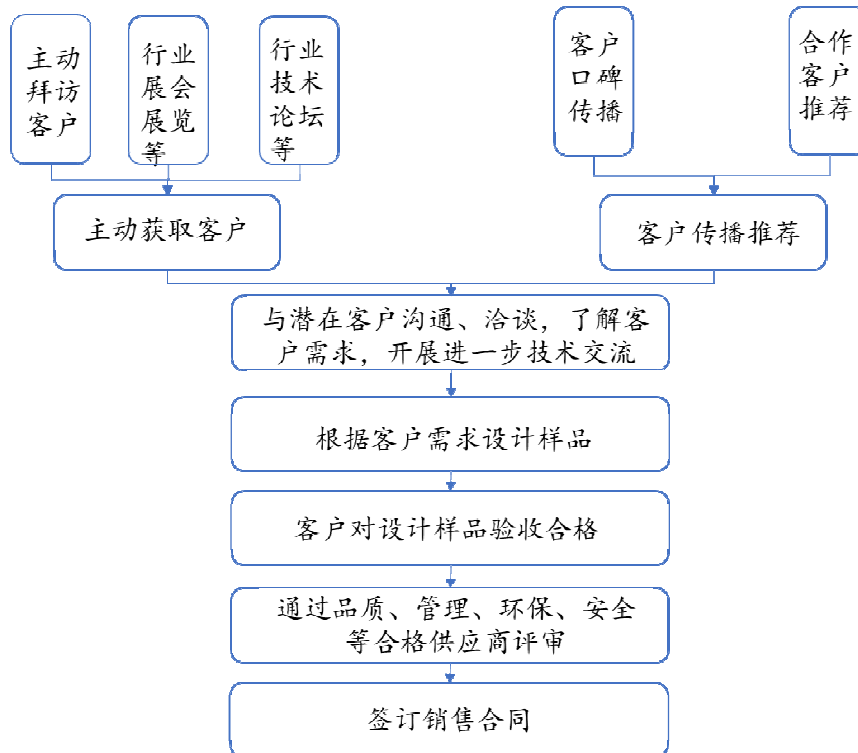 主动
拜访
客户
行业
展会
展览
等
行业
技术
论坛
等
客户
口碑
传播
合作
客户
推荐
主动获取客户
客户传播推荐
与潜在客户沟通、洽谈，了解客
户需求，开展进一步技术交流
根据客户需求设计样品
客户对设计样品验收合格
通过品质、管理、环保、安全
等合格供应商评审
签订销售合同